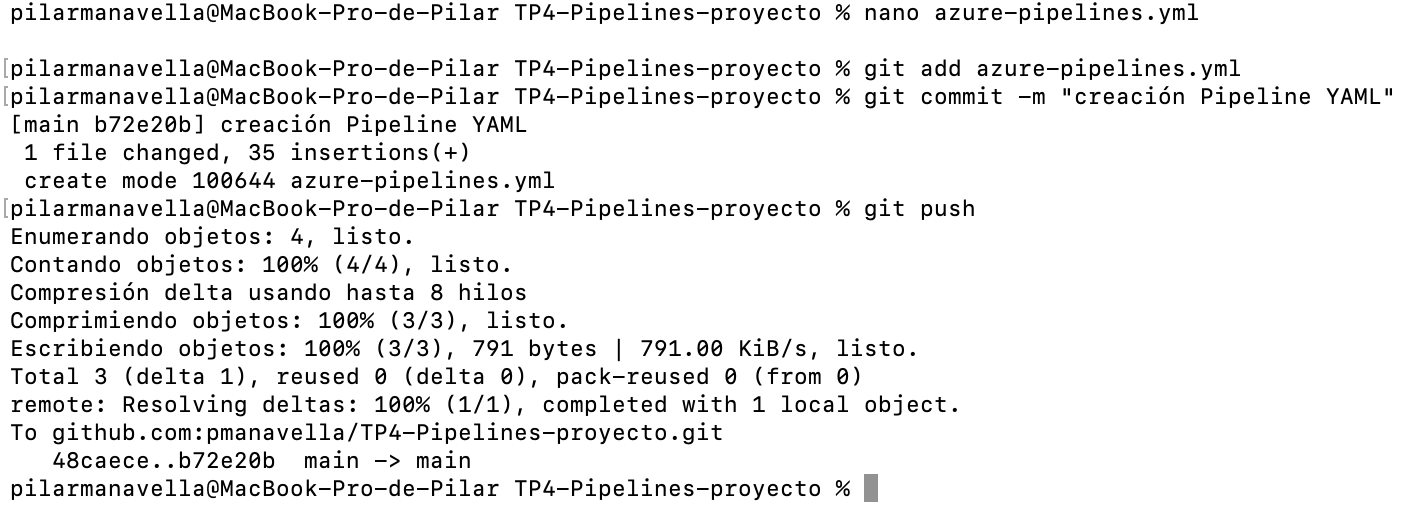 pilarmanavella@MacBook-Pro-de-Pilar TP4-Pipelines-proyecto % nano azure-pipelines.yml
[pilarmanavella@MacBook-Pro-de-Pilar TP4-Pipelines-proyecto % git add azure-pipelines.yml
[pilarmanavella@MacBook-Pro-de-Pilar TP4-Pipelines-proyecto % git commit -m "creación Pipeline YAML"
[main b72e20b] creación Pipeline YAML
 1 file changed, 35 insertions(+)
 create mode 100644 azure-pipelines.yml
[pilarmanavella@MacBook-Pro-de-Pilar TP4-Pipelines-proyecto % git push
Enumerando objetos: 4, listo.
Contando objetos: 100% (4/4), listo.
Compresión delta usando hasta 8 hilos
Comprimiendo objetos: 100% (3/3), listo.
Escribiendo objetos: 100% (3/3), 791 bytes | 791.00 KiB/s, listo.
Total 3 (delta 1), reused 0 (delta 0), pack-reused 0 (from 0)
remote: Resolving deltas: 100% (1/1), completed with 1 local object.
To github.com:pmanavella/TP4-Pipelines-proyecto.git
   48caece..b72e20b  main -> main
pilarmanavella@MacBook-Pro-de-Pilar TP4-Pipelines-proyecto %